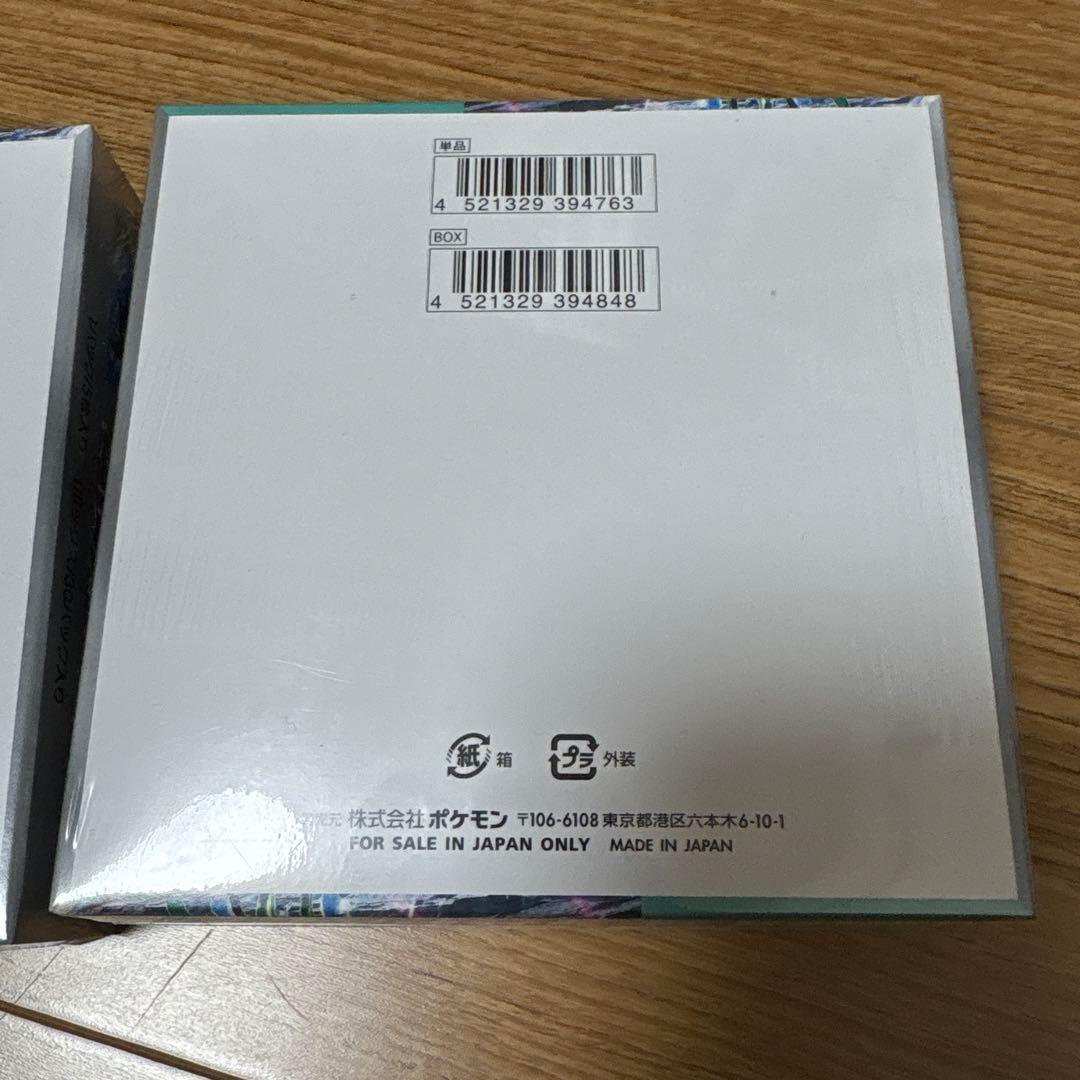 単品
4 521329 394763
BOX
4 521329 394848
紙 箱
プラ 外装
元 株式会社 ポケモン 〒106-6108 東京都港区六本木6-10-1
FOR SALE IN JAPAN ONLY MADE IN JAPAN